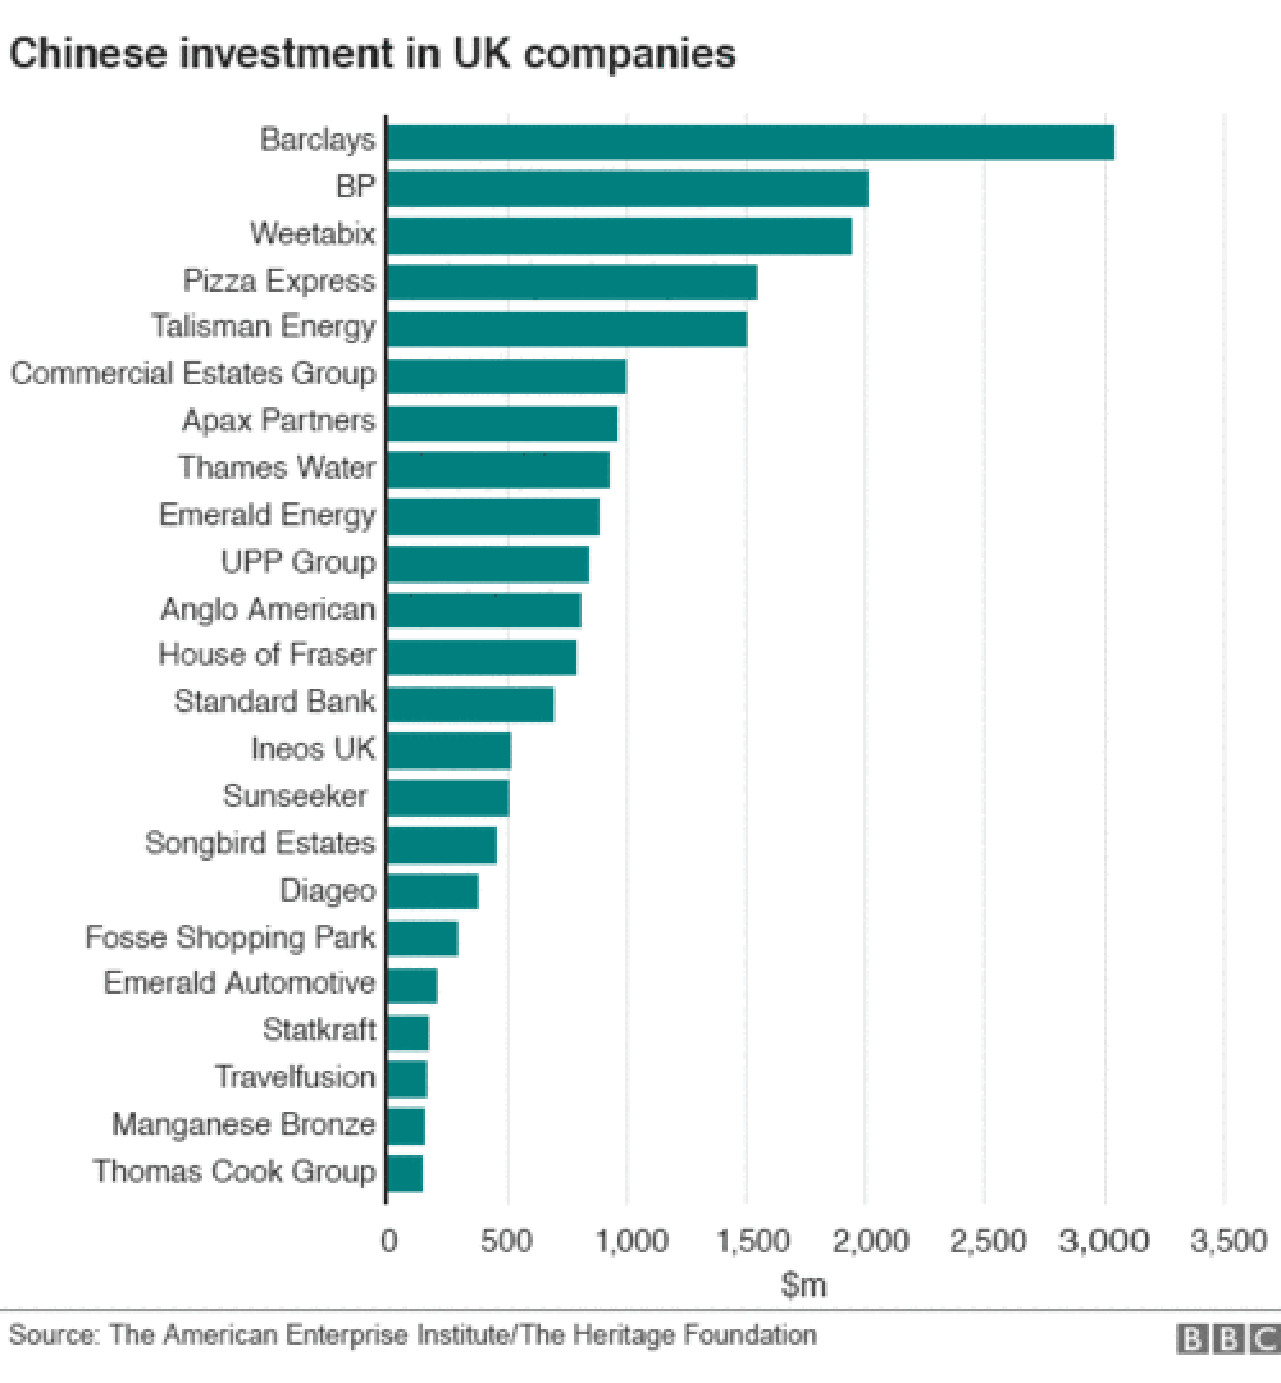 Chinese investment in UK companies
Barclays
BP
Weetabix
Pizza Express
Talisman Energy
Commercial Estates Group
Apax Partners
Thames Water
Emerald Energy
UPP Group
Anglo American
House of Fraser
Standard Bank
Ineos UK
Sunseeker
Songbird Estates
Diageo
Fosse Shopping Park
Emerald Automotive
Statkraft
Travelfusion
Manganese Bronze
Thomas Cook Group
0 500 1,000 1,500 2,000 2,500 3,000 3,500
$m
Source: The American Enterprise Institute/The Heritage Foundation
BBC